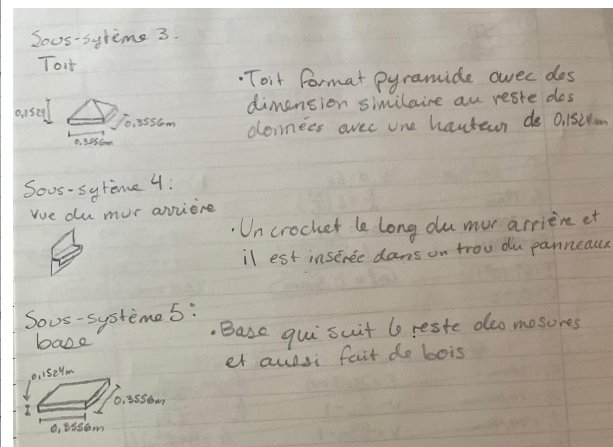 Sous-sytème 3.
Toit
0,1524
0,3556m
0,3556m
•Toit format pyramide avec des
dimension similaire au reste des
données avec une hauteur de 0,1524m
Sous-sytème 4:
Vue du mur arrière
•Un crochet le long du mur arrière et
il est insérée dans un trou du panneaux
Sous-système 5:
base
•Base qui suit le reste des mesures
et aussi fait de bois
0,1524m
0,3556m
0,3556m